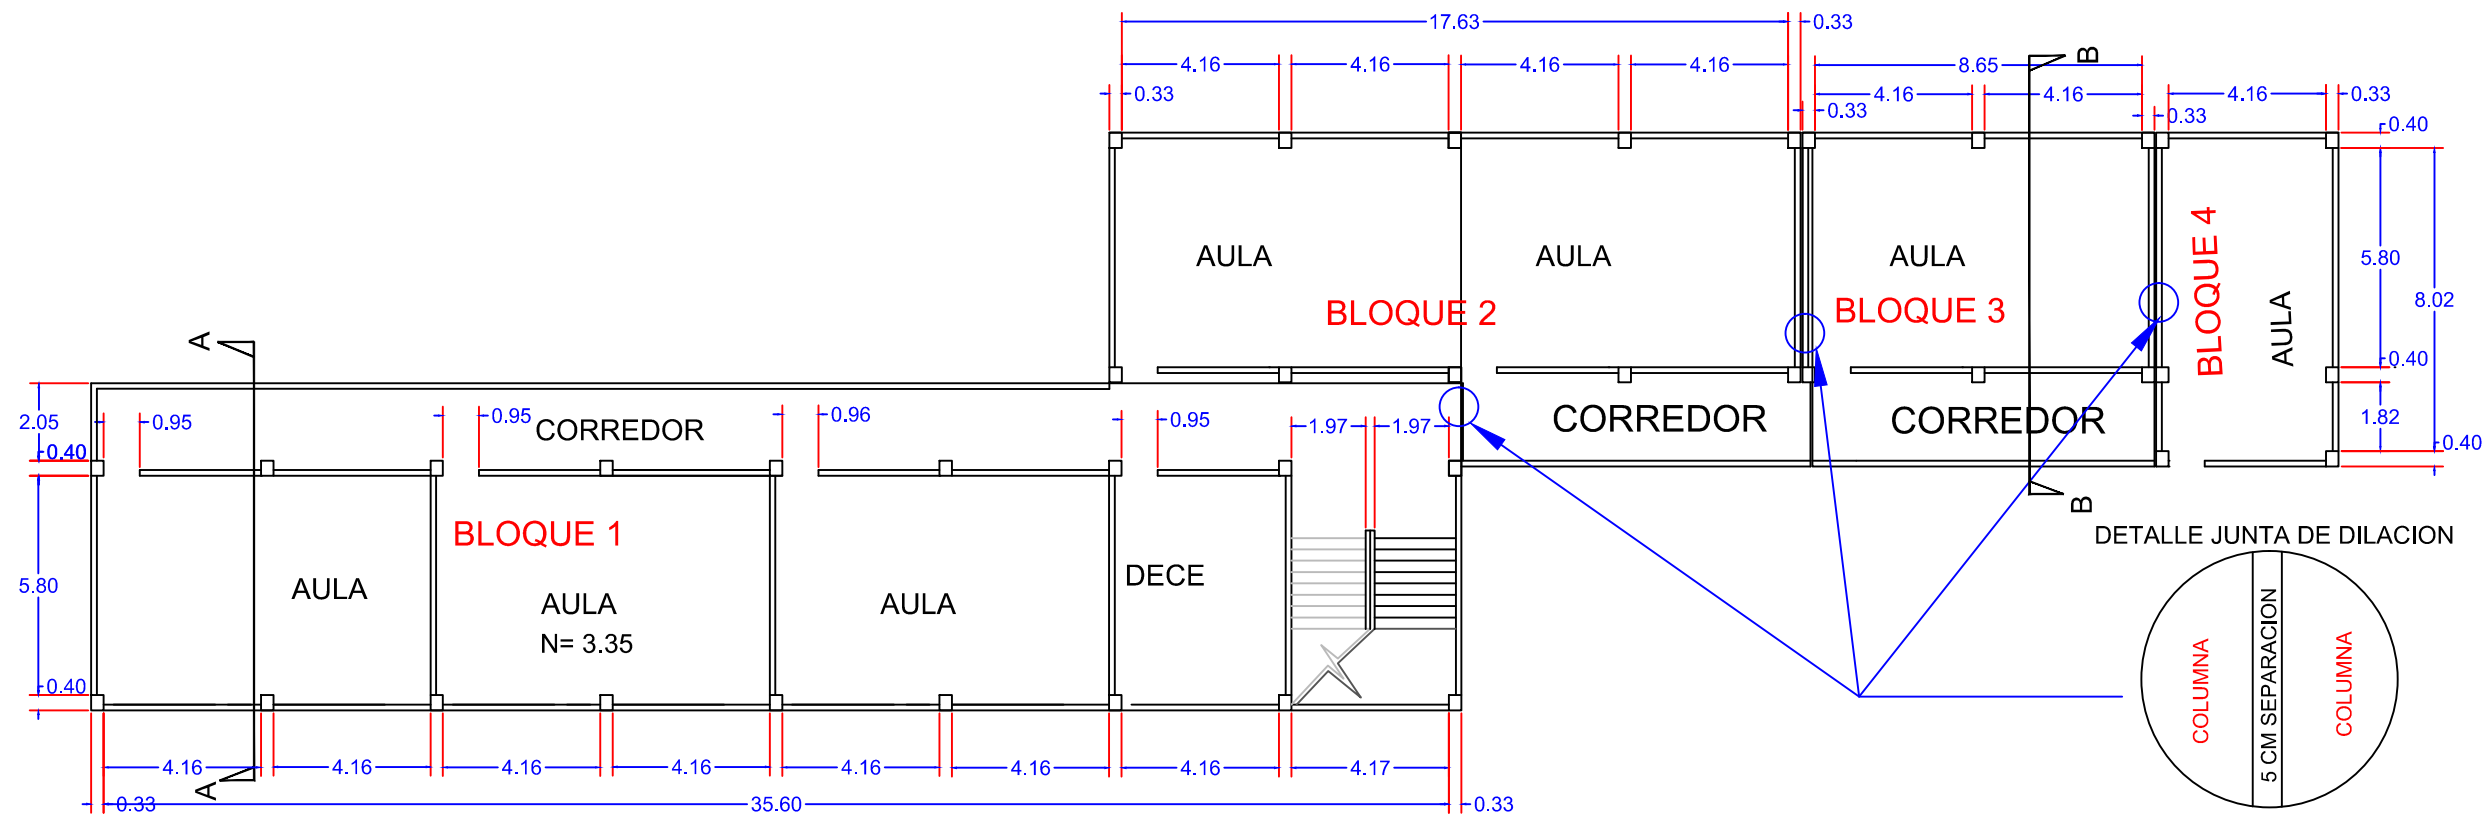 17.63
0.33
4.16
4.16
4.16
4.16
8.65
B
0.33
4.16
4.16
4.16
0.33
0.33
0.33
0.40
AULA
AULA
AULA
BLOQUE 4
5.80
8.02
BLOQUE 2
BLOQUE 3
AULA
A
0.40
2.05
0.95
0.95
0.96
0.95
1.97
1.97
CORREDOR
CORREDOR
CORREDOR
1.82
0.40
0.40
B
BLOQUE 1
DETALLE JUNTA DE DILACION
5.80
AULA
AULA
N= 3.35
AULA
DECE
COLUMNA
5 CM SEPARACION
COLUMNA
0.40
4.16
4.16
4.16
4.16
4.16
4.16
4.16
4.17
A
0.33
35.60
0.33